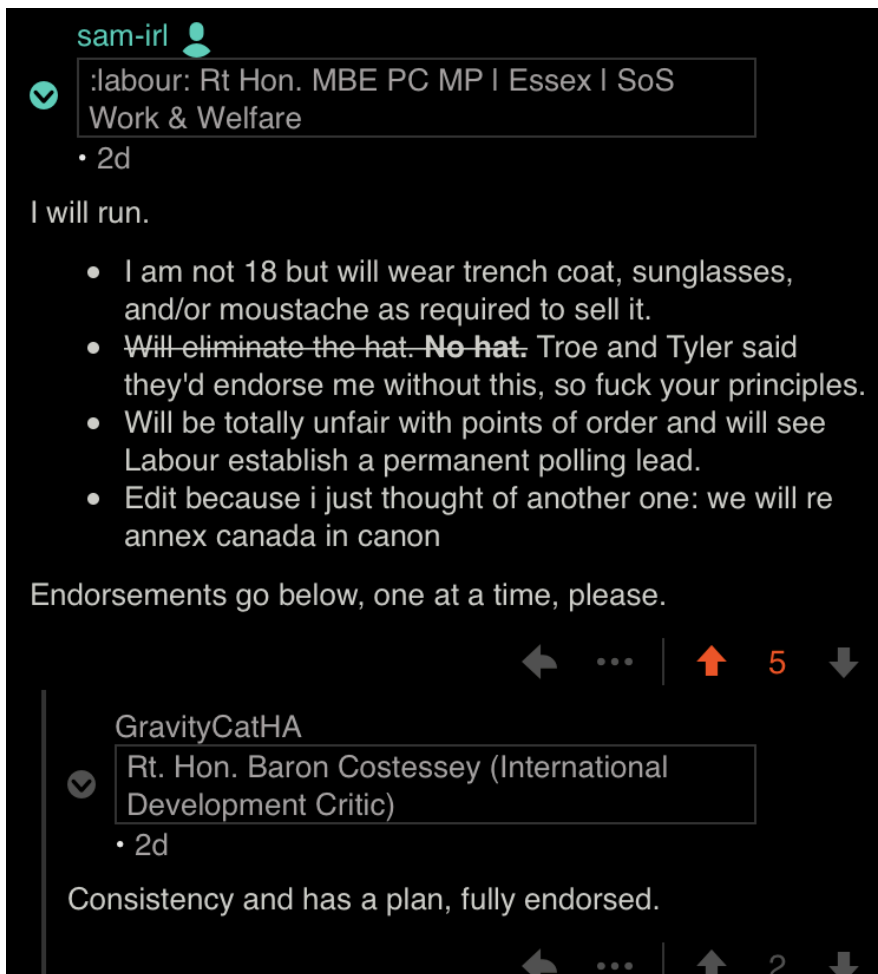 sam-irl
:labour: Rt Hon. MBE PC MP | Essex | SoS
Work & Welfare
• 2d
I will run.
• I am not 18 but will wear trench coat, sunglasses,
and/or moustache as required to sell it.
• Will eliminate the hat. No hat. Troe and Tyler said
they'd endorse me without this, so fuck your principles.
• Will be totally unfair with points of order and will see
Labour establish a permanent polling lead.
• Edit because i just thought of another one: we will re
annex canada in canon
Endorsements go below, one at a time, please.
5
GravityCatHA
Rt. Hon. Baron Costessey (International
Development Critic)
• 2d
Consistency and has a plan, fully endorsed.
2